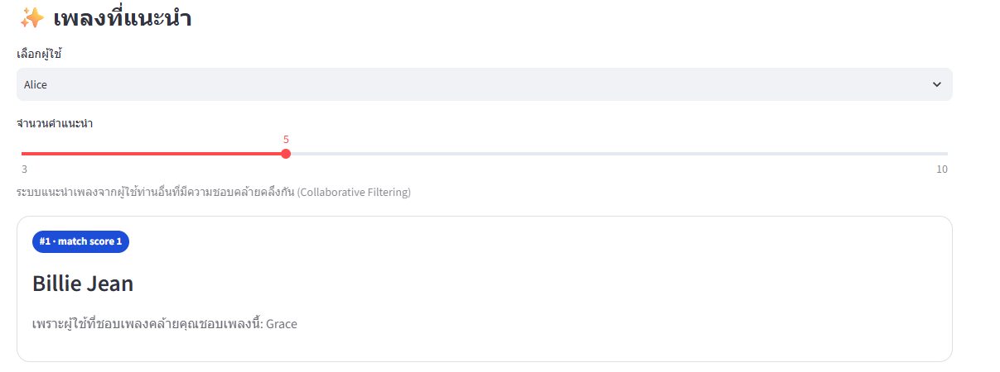 ✨ เพลงที่แนะนำ
เลือกผู้ใช้
Alice
จำนวนคำแนะนำ
5
3
10
ระบบแนะนำเพลงจากผู้ใช้ท่านอื่นที่มีความชอบคล้ายคลึงกัน (Collaborative Filtering)
#1 · match score 1
Billie Jean
เพราะผู้ใช้ที่ชอบเพลงคล้ายคุณชอบเพลงนี้: Grace